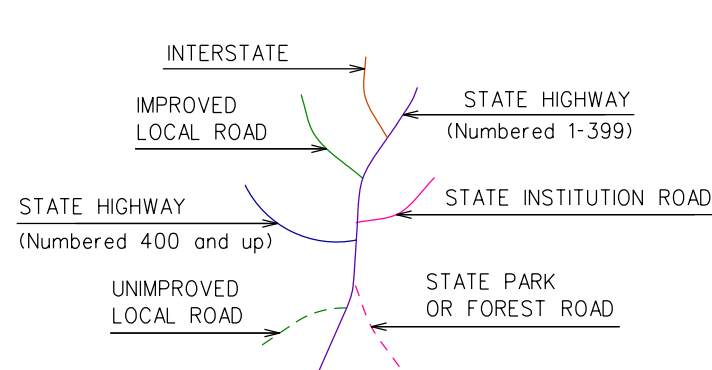 INTERSTATE
STATE HIGHWAY
(Numbered 1-399)
IMPROVED
LOCAL ROAD
STATE INSTITUTION ROAD
STATE HIGHWAY
(Numbered 400 and up)
STATE PARK
OR FOREST ROAD
UNIMPROVED
LOCAL ROAD